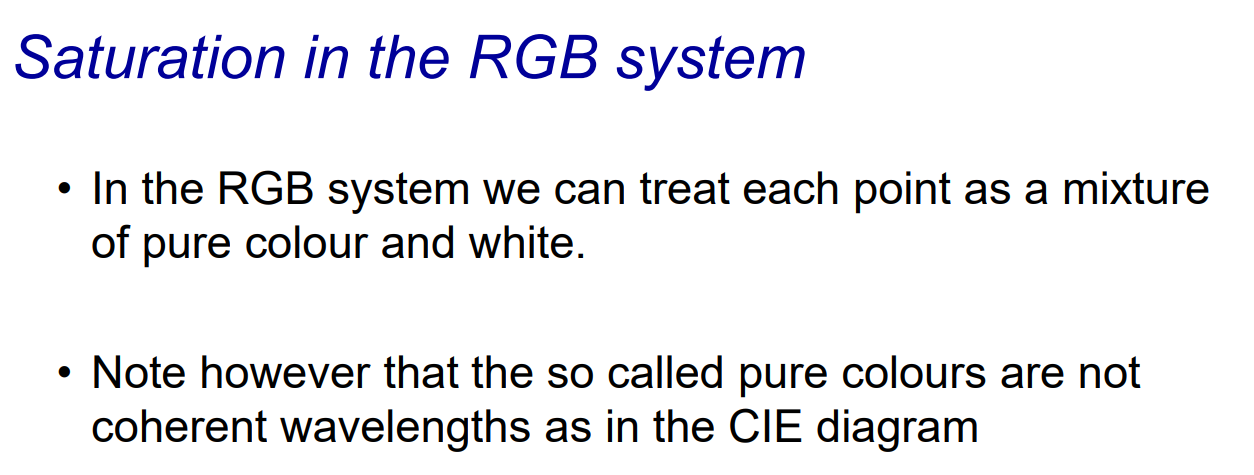 Saturation in the RGB system
• In the RGB system we can treat each point as a mixture
of pure colour and white.
• Note however that the so called pure colours are not
coherent wavelengths as in the CIE diagram